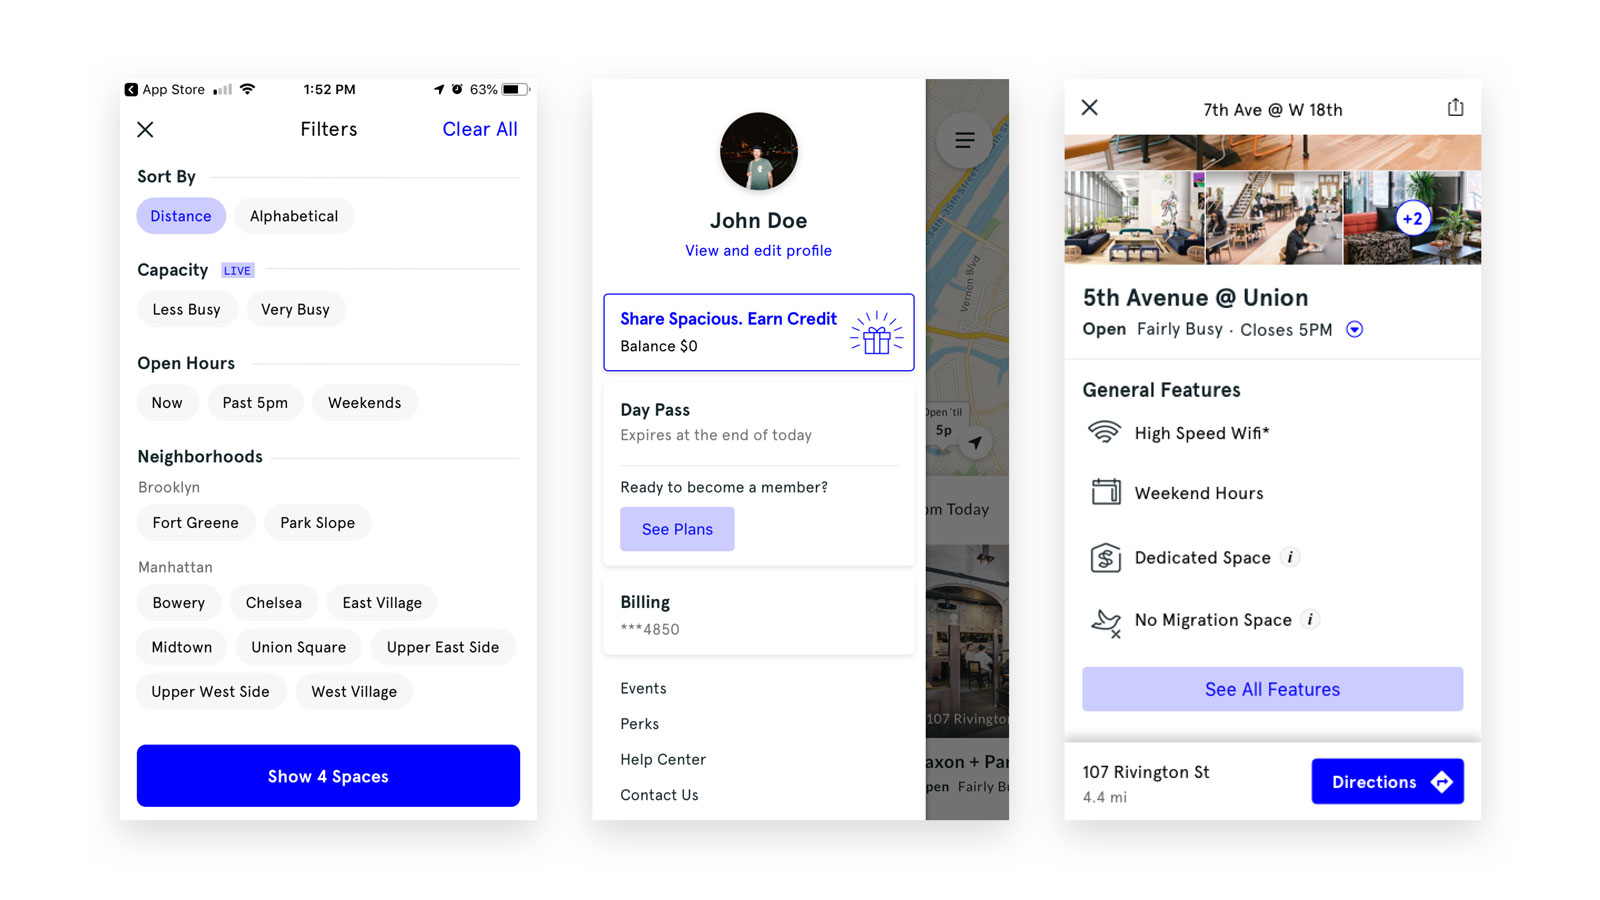 App Store 1:52 PM 63%
Filters Clear All
Sort By
Distance Alphabetical
Capacity LIVE
Less Busy Very Busy
Open Hours
Now Past 5pm Weekends
Neighborhoods
Brooklyn
Fort Greene Park Slope
Manhattan
Bowery Chelsea East Village
Midtown Union Square Upper East Side
Upper West Side West Village
Show 4 Spaces
John Doe
View and edit profile
Share Spacious. Earn Credit
Balance $0
Day Pass
Expires at the end of today
Ready to become a member?
See Plans
Billing
***4850
Events
Perks
Help Center
Contact Us
Vernon Blvd
Open 'til
5p
Today
107
Fairly
7th Ave @ W 18th
+2
5th Avenue @ Union
Open Fairly Busy · Closes 5PM
General Features
High Speed Wifi*
Weekend Hours
Dedicated Space i
No Migration Space i
See All Features
107 Rivington St
4.4 mi
Directions